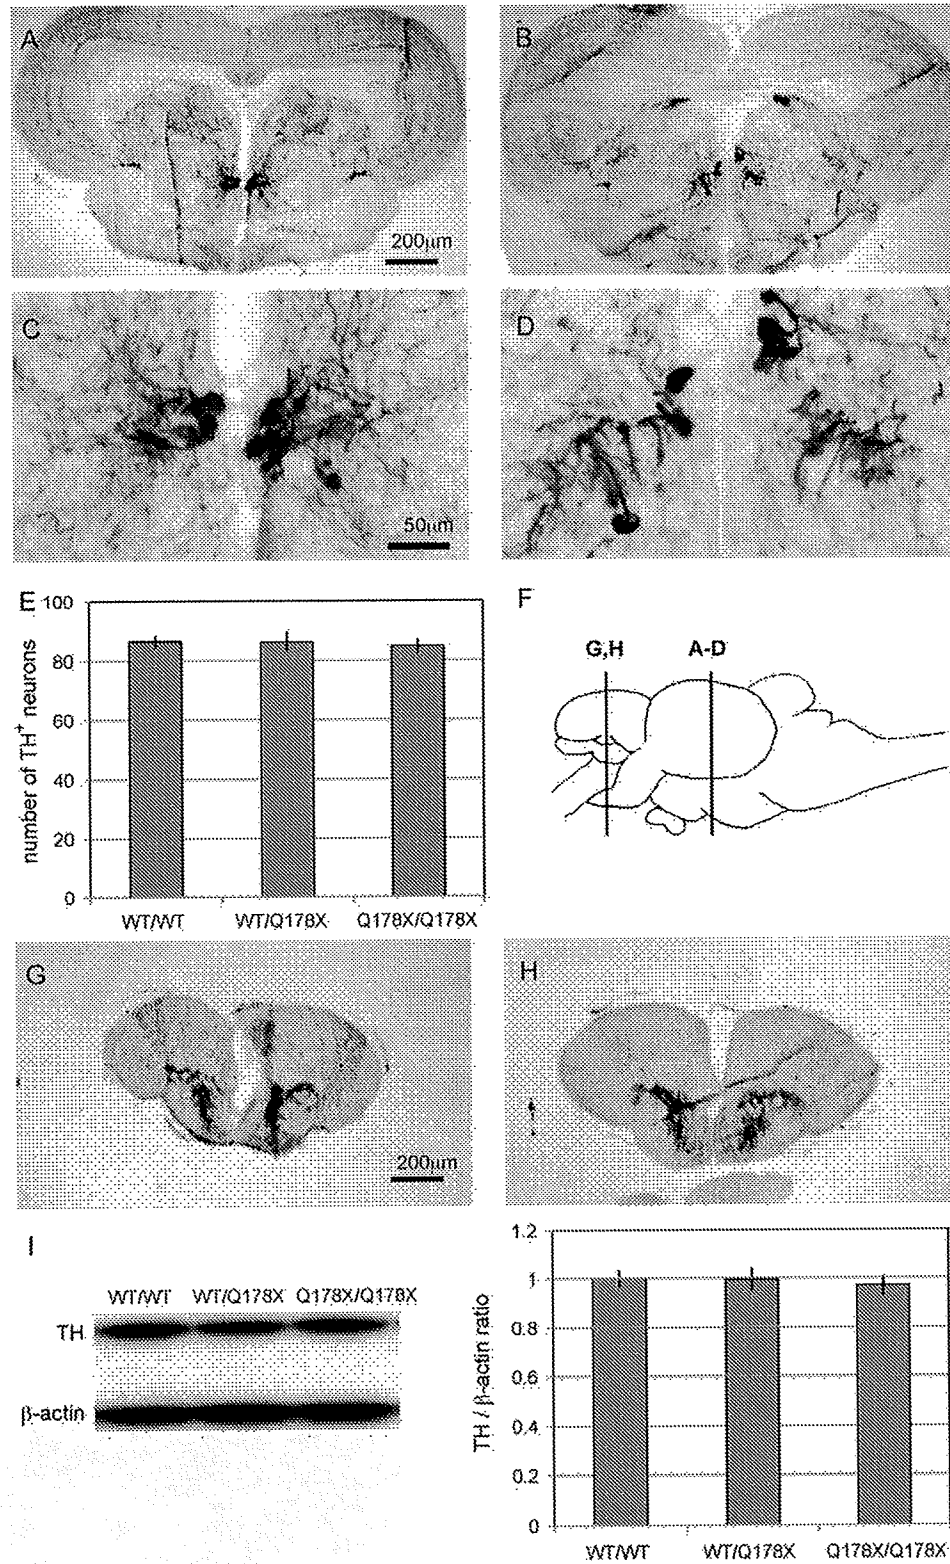 A
B
200μm
C
D
50μm
E
100
80
60
40
20
0
number of TH+ neurons
WT/WT
WT/Q178X
Q178X/Q178X
F
G,H
A-D
G
H
200μm
I
WT/WT
WT/Q178X
Q178X/Q178X
TH
β-actin
1.2
1
0.8
0.6
0.4
0.2
0
TH / β-actin ratio
WT/WT
WT/Q178X
Q178X/Q178X